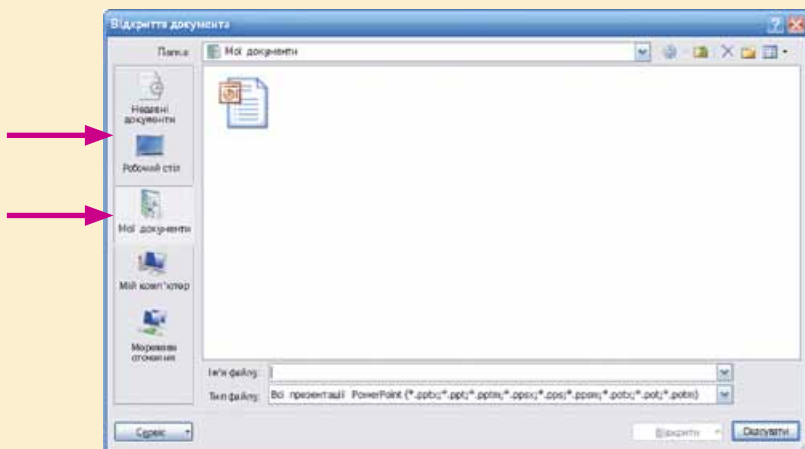 Відкриття документа
Папка: Мої документи
Недавні
документи
Робочий стіл
Мої документи
Мій комп'ютер
Мережеве
оточення
Ім'я файлу:
Тип файлу: Всі презентації PowerPoint (*.pptx;*.ppt;*.pptm;*.ppsx;*.pps;*.ppsm;*.potx;*.pot;*.potm)
Сервіс
Відкрити
Скасувати